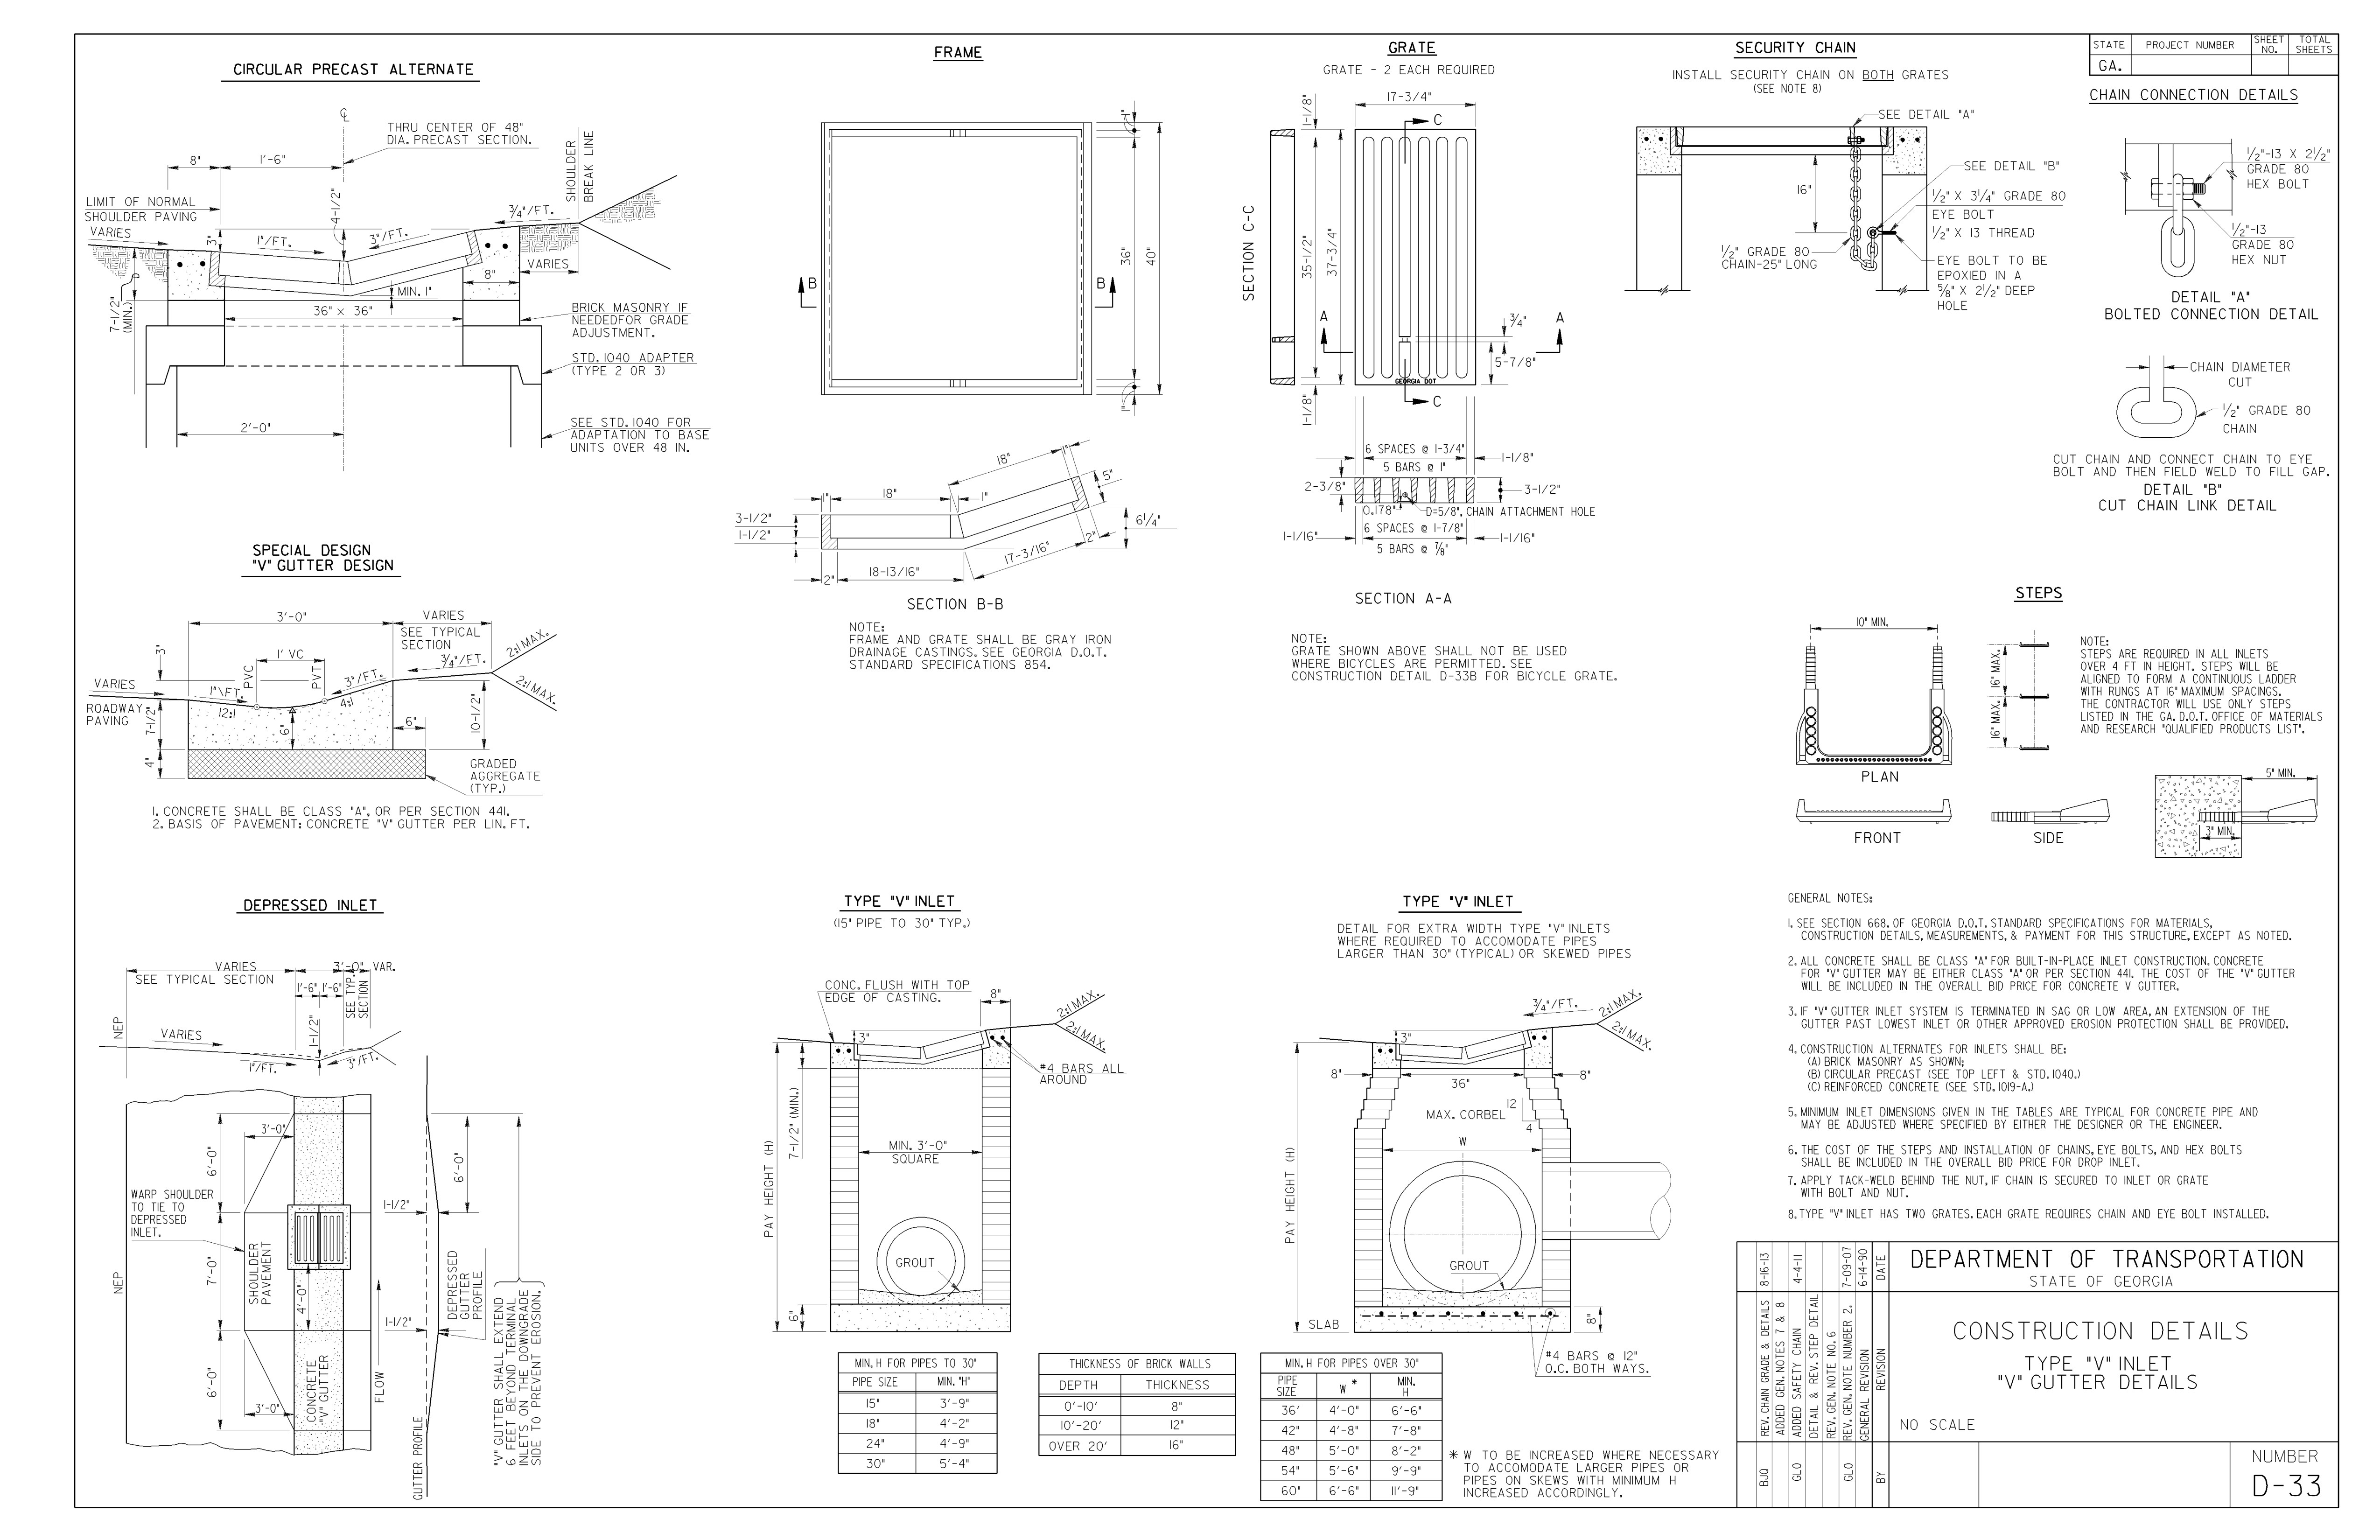 CIRCULAR PRECAST ALTERNATE
℄
THRU CENTER OF 48"
DIA. PRECAST SECTION.
8"
1'-6"
SHOULDER
BREAK LINE
LIMIT OF NORMAL
SHOULDER PAVING
VARIES
3"
4-1/2"
1"/FT.
3"/FT.
3/4"/FT.
VARIES
8"
MIN. 1"
7-1/2"
(MIN.)
36" × 36"
BRICK MASONRY IF
NEEDEDFOR GRADE
ADJUSTMENT.
STD. 1040 ADAPTER
(TYPE 2 OR 3)
2'-0"
SEE STD. 1040 FOR
ADAPTATION TO BASE
UNITS OVER 48 IN.
FRAME
1"
36"
40"
1"
B
B
1"
18"
1"
18"
1"
5"
3-1/2"
1-1/2"
6 1/4"
2"
18-13/16"
17-3/16"
2"
SECTION B-B
NOTE:
FRAME AND GRATE SHALL BE GRAY IRON
DRAINAGE CASTINGS. SEE GEORGIA D.O.T.
STANDARD SPECIFICATIONS 854.
GRATE
GRATE - 2 EACH REQUIRED
17-3/4"
1-1/8"
C
SECTION C-C
35-1/2"
37-3/4"
A
A
3/4"
5-7/8"
GEORGIA DOT
1-1/8"
C
6 SPACES @ 1-3/4"
5 BARS @ 1"
1-1/8"
2-3/8"
3-1/2"
0.178"
D=5/8", CHAIN ATTACHMENT HOLE
6 SPACES @ 1-7/8"
1-1/16"
1-1/16"
5 BARS @ 7/8"
SECTION A-A
NOTE:
GRATE SHOWN ABOVE SHALL NOT BE USED
WHERE BICYCLES ARE PERMITTED. SEE
CONSTRUCTION DETAIL D-33B FOR BICYCLE GRATE.
SECURITY CHAIN
INSTALL SECURITY CHAIN ON BOTH GRATES
(SEE NOTE 8)
SEE DETAIL "A"
SEE DETAIL "B"
16"
1/2" X 3 1/4" GRADE 80
EYE BOLT
1/2" X 13 THREAD
1/2" GRADE 80
CHAIN-25" LONG
EYE BOLT TO BE
EPOXIED IN A
5/8" X 2 1/2" DEEP
HOLE
STATE
PROJECT NUMBER
SHEET NO.
TOTAL SHEETS
GA.
CHAIN CONNECTION DETAILS
1/2"-13 X 2 1/2"
GRADE 80
HEX BOLT
1/2"-13
GRADE 80
HEX NUT
DETAIL "A"
BOLTED CONNECTION DETAIL
CHAIN DIAMETER
CUT
1/2" GRADE 80
CHAIN
CUT CHAIN AND CONNECT CHAIN TO EYE
BOLT AND THEN FIELD WELD TO FILL GAP.
DETAIL "B"
CUT CHAIN LINK DETAIL
SPECIAL DESIGN
"V" GUTTER DESIGN
3'-0"
VARIES
SEE TYPICAL
SECTION
1' VC
PVC
PVT
3"
VARIES
1"\FT.
3"/FT.
3/4"/FT.
2:1 MAX.
2:1 MAX.
ROADWAY
PAVING
7-1/2"
12:1
4:1
6"
6"
10-1/2"
4"
GRADED
AGGREGATE
(TYP.)
1. CONCRETE SHALL BE CLASS "A", OR PER SECTION 441.
2. BASIS OF PAVEMENT: CONCRETE "V" GUTTER PER LIN. FT.
STEPS
10" MIN.
16" MAX.
16" MAX.
NOTE:
STEPS ARE REQUIRED IN ALL INLETS
OVER 4 FT IN HEIGHT. STEPS WILL BE
ALIGNED TO FORM A CONTINUOUS LADDER
WITH RUNGS AT 16" MAXIMUM SPACINGS.
THE CONTRACTOR WILL USE ONLY STEPS
LISTED IN THE GA. D.O.T. OFFICE OF MATERIALS
AND RESEARCH "QUALIFIED PRODUCTS LIST".
PLAN
5" MIN.
3" MIN.
FRONT
SIDE
DEPRESSED INLET
VARIES
SEE TYPICAL SECTION
3'-0"
VAR.
1'-6"
1'-6"
SEE TYP.
SECTION
NEP
VARIES
1-1/2"
1"/FT.
3"/FT.
3'-0"
6'-0"
6'-0"
WARP SHOULDER
TO TIE TO
DEPRESSED
INLET.
1-1/2"
NEP
7'-0"
SHOULDER
PAVEMENT
4'-0"
DEPRESSED
GUTTER
PROFILE
1-1/2"
6'-0"
3'-0"
CONCRETE
"V" GUTTER
FLOW
GUTTER PROFILE
"V" GUTTER SHALL EXTEND
6 FEET BEYOND TERMINAL
INLETS ON THE DOWNGRADE
SIDE TO PREVENT EROSION.
TYPE "V" INLET
(15" PIPE TO 30" TYP.)
CONC. FLUSH WITH TOP
EDGE OF CASTING.
8"
2:1 MAX.
2:1 MAX.
3"
#4 BARS ALL
AROUND
7-1/2" (MIN.)
PAY HEIGHT (H)
MIN. 3'-0"
SQUARE
GROUT
6"
MIN. H FOR PIPES TO 30"
PIPE SIZE MIN. "H"
15" 3'-9"
18" 4'-2"
24" 4'-9"
30" 5'-4"
THICKNESS OF BRICK WALLS
DEPTH THICKNESS
0'-10' 8"
10'-20' 12"
OVER 20' 16"
TYPE "V" INLET
DETAIL FOR EXTRA WIDTH TYPE "V" INLETS
WHERE REQUIRED TO ACCOMODATE PIPES
LARGER THAN 30" (TYPICAL) OR SKEWED PIPES
3/4"/FT.
2:1 MAX.
2:1 MAX.
3"
8"
36"
8"
MAX. CORBEL
12
4
W
PAY HEIGHT (H)
GROUT
SLAB
8"
#4 BARS @ 12"
O.C. BOTH WAYS.
MIN. H FOR PIPES OVER 30"
PIPE SIZE W * MIN. H
36' 4'-0" 6'-6"
42" 4'-8" 7'-8"
48" 5'-0" 8'-2"
54" 5'-6" 9'-9"
60" 6'-6" 11'-9"
* W TO BE INCREASED WHERE NECESSARY
TO ACCOMODATE LARGER PIPES OR
PIPES ON SKEWS WITH MINIMUM H
INCREASED ACCORDINGLY.
GENERAL NOTES:
1. SEE SECTION 668. OF GEORGIA D.O.T. STANDARD SPECIFICATIONS FOR MATERIALS,
CONSTRUCTION DETAILS, MEASUREMENTS, & PAYMENT FOR THIS STRUCTURE, EXCEPT AS NOTED.
2. ALL CONCRETE SHALL BE CLASS "A" FOR BUILT-IN-PLACE INLET CONSTRUCTION. CONCRETE
FOR "V" GUTTER MAY BE EITHER CLASS "A" OR PER SECTION 441. THE COST OF THE "V" GUTTER
WILL BE INCLUDED IN THE OVERALL BID PRICE FOR CONCRETE V GUTTER.
3. IF "V" GUTTER INLET SYSTEM IS TERMINATED IN SAG OR LOW AREA, AN EXTENSION OF THE
GUTTER PAST LOWEST INLET OR OTHER APPROVED EROSION PROTECTION SHALL BE PROVIDED.
4. CONSTRUCTION ALTERNATES FOR INLETS SHALL BE:
(A) BRICK MASONRY AS SHOWN;
(B) CIRCULAR PRECAST (SEE TOP LEFT & STD. 1040.)
(C) REINFORCED CONCRETE (SEE STD. 1019-A.)
5. MINIMUM INLET DIMENSIONS GIVEN IN THE TABLES ARE TYPICAL FOR CONCRETE PIPE AND
MAY BE ADJUSTED WHERE SPECIFIED BY EITHER THE DESIGNER OR THE ENGINEER.
6. THE COST OF THE STEPS AND INSTALLATION OF CHAINS, EYE BOLTS, AND HEX BOLTS
SHALL BE INCLUDED IN THE OVERALL BID PRICE FOR DROP INLET.
7. APPLY TACK-WELD BEHIND THE NUT, IF CHAIN IS SECURED TO INLET OR GRATE
WITH BOLT AND NUT.
8. TYPE "V" INLET HAS TWO GRATES. EACH GRATE REQUIRES CHAIN AND EYE BOLT INSTALLED.
BJQ REV. CHAIN GRADE & DETAILS 8-16-13
ADDED GEN. NOTES 7 & 8
GLO ADDED SAFETY CHAIN 4-4-11
DETAIL & REV. STEP DETAIL
REV. GEN. NOTE NO. 6
GLO REV. GEN. NOTE NUMBER 2. 7-09-07
GENERAL REVISION 6-14-90
BY REVISION DATE
DEPARTMENT OF TRANSPORTATION
STATE OF GEORGIA
CONSTRUCTION DETAILS
TYPE "V" INLET
"V" GUTTER DETAILS
NO SCALE
NUMBER
D-33